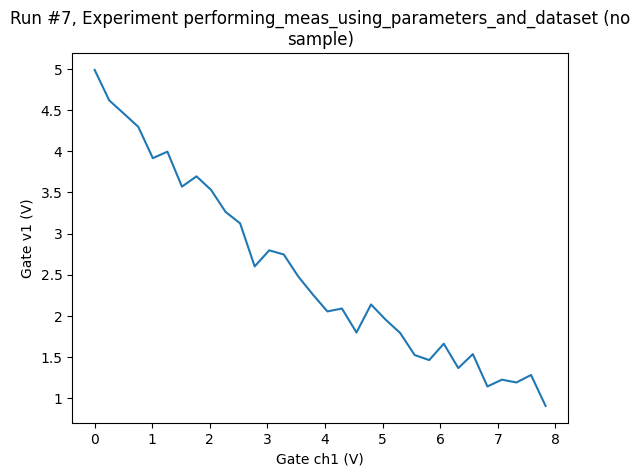 Run #7, Experiment performing_meas_using_parameters_and_dataset (no
sample)
5
4.5
4
3.5
3
2.5
2
1.5
1
Gate v1 (V)
0 1 2 3 4 5 6 7 8
Gate ch1 (V)